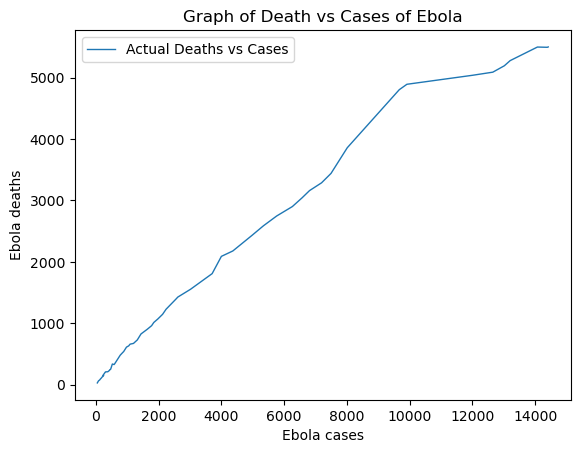 Graph of Death vs Cases of Ebola
Actual Deaths vs Cases
5000
4000
3000
2000
1000
0
Ebola deaths
0 2000 4000 6000 8000 10000 12000 14000
Ebola cases